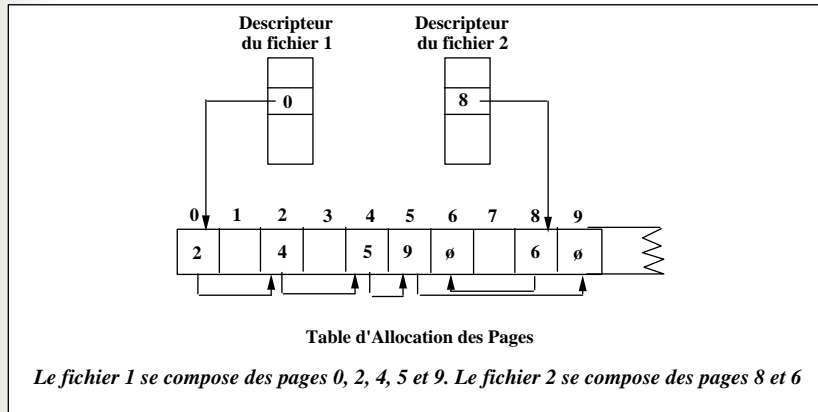 Descripteur du fichier 1
Descripteur du fichier 2
0
8
0 1 2 3 4 5 6 7 8 9
2 4 5 9 ø 6 ø
Table d'Allocation des Pages
Le fichier 1 se compose des pages 0, 2, 4, 5 et 9. Le fichier 2 se compose des pages 8 et 6